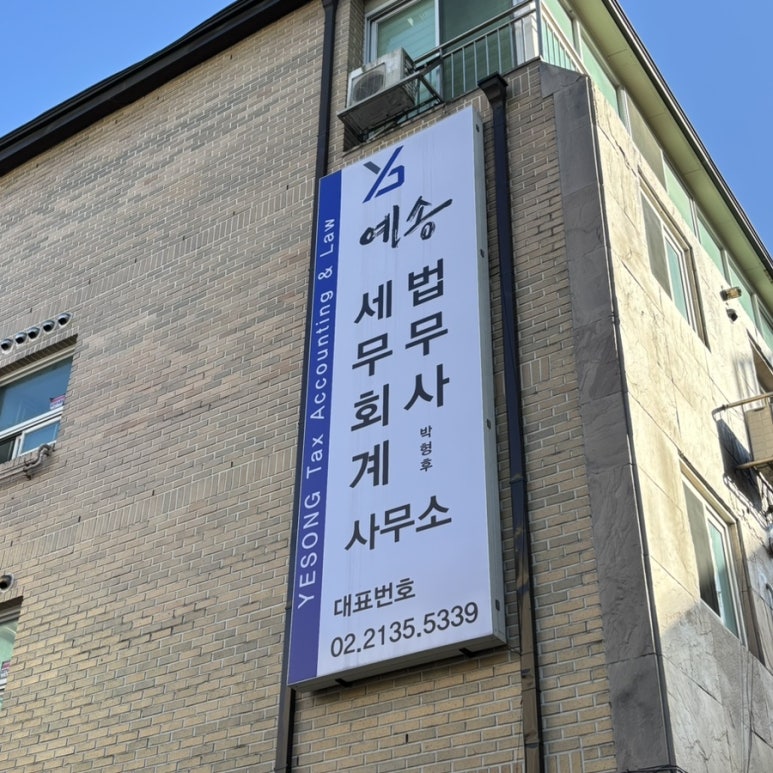 YESONG Tax Accounting & Law
예송
세무회계
법무사
박형후
사무소
대표번호
02.2135.5339